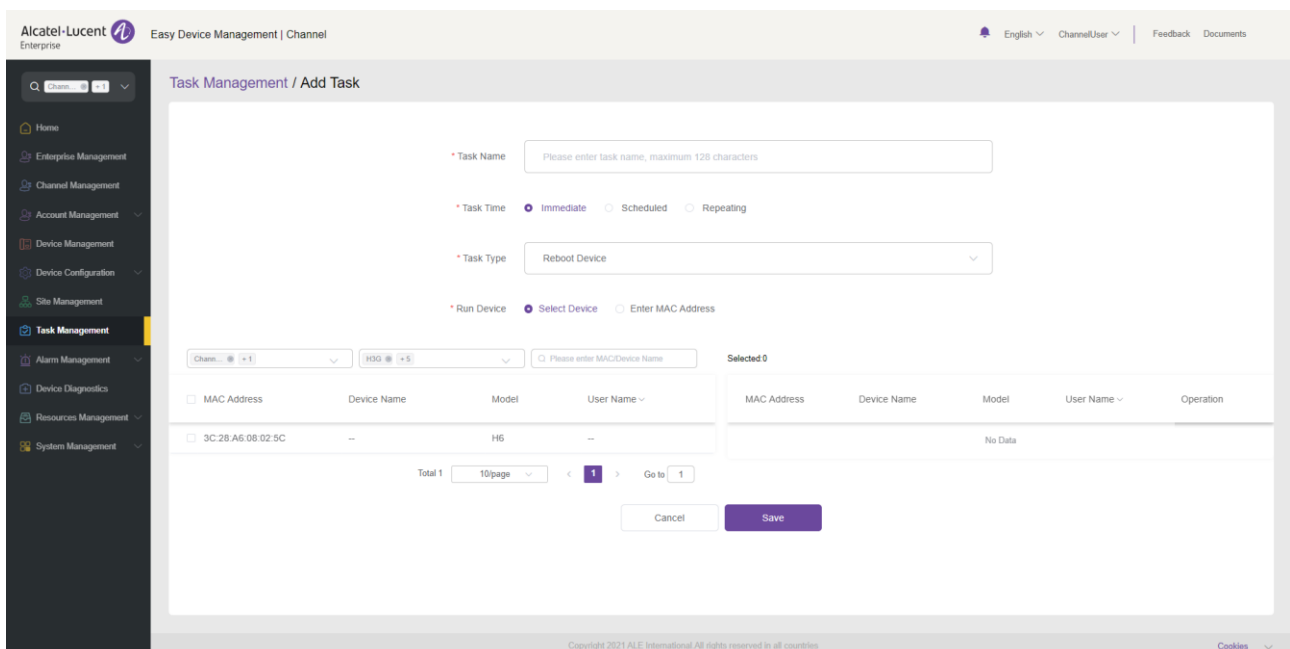 Alcatel·Lucent
Enterprise
Easy Device Management | Channel
English
ChannelUser
Feedback Documents
Chann... + 1
Home
Enterprise Management
Channel Management
Account Management
Device Management
Device Configuration
Site Management
Task Management
Alarm Management
Device Diagnostics
Resources Management
System Management
Task Management / Add Task
* Task Name Please enter task name, maximum 128 characters
* Task Time Immediate Scheduled Repeating
* Task Type Reboot Device
* Run Device Select Device Enter MAC Address
Chann... + 1 H3G + 5 Please enter MAC/Device Name Selected:0
MAC Address Device Name Model User Name MAC Address Device Name Model User Name Operation
3C:28:A6:08:02:5C -- H6 -- No Data
Total 1 10/page < 1 > Go to 1
Cancel Save
Copyright 2021 ALE International.All rights reserved in all countries
Cookies